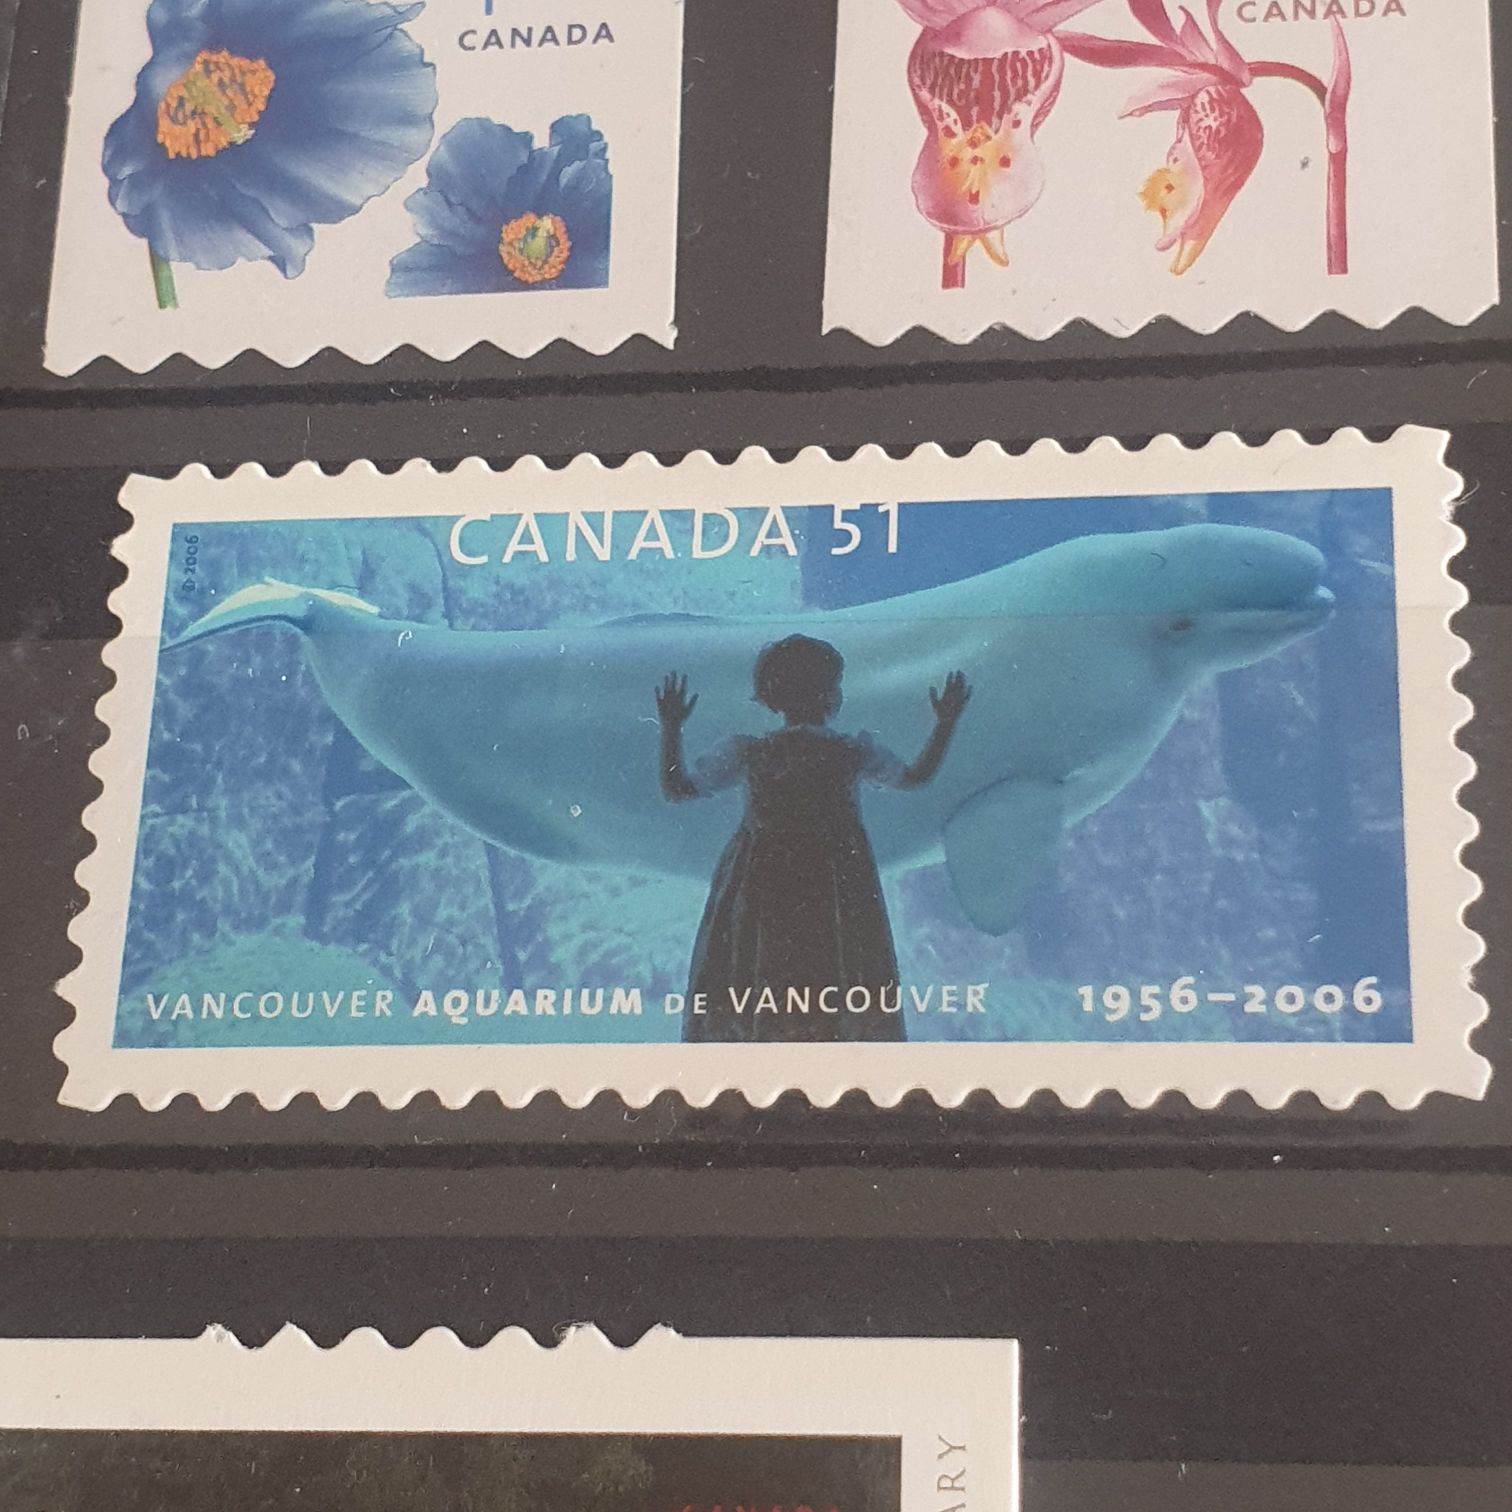 CANADA
CANADA
CANADA 51
© 2006
VANCOUVER AQUARIUM DE VANCOUVER 1956–2006